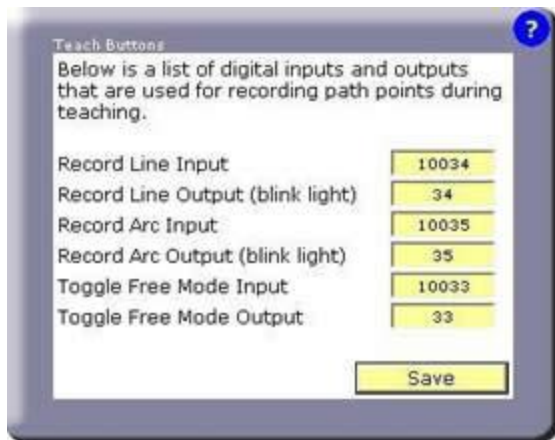 ?
Teach Buttons
Below is a list of digital inputs and outputs
that are used for recording path points during
teaching.
Record Line Input 10034
Record Line Output (blink light) 34
Record Arc Input 10035
Record Arc Output (blink light) 35
Toggle Free Mode Input 10033
Toggle Free Mode Output 33
Save